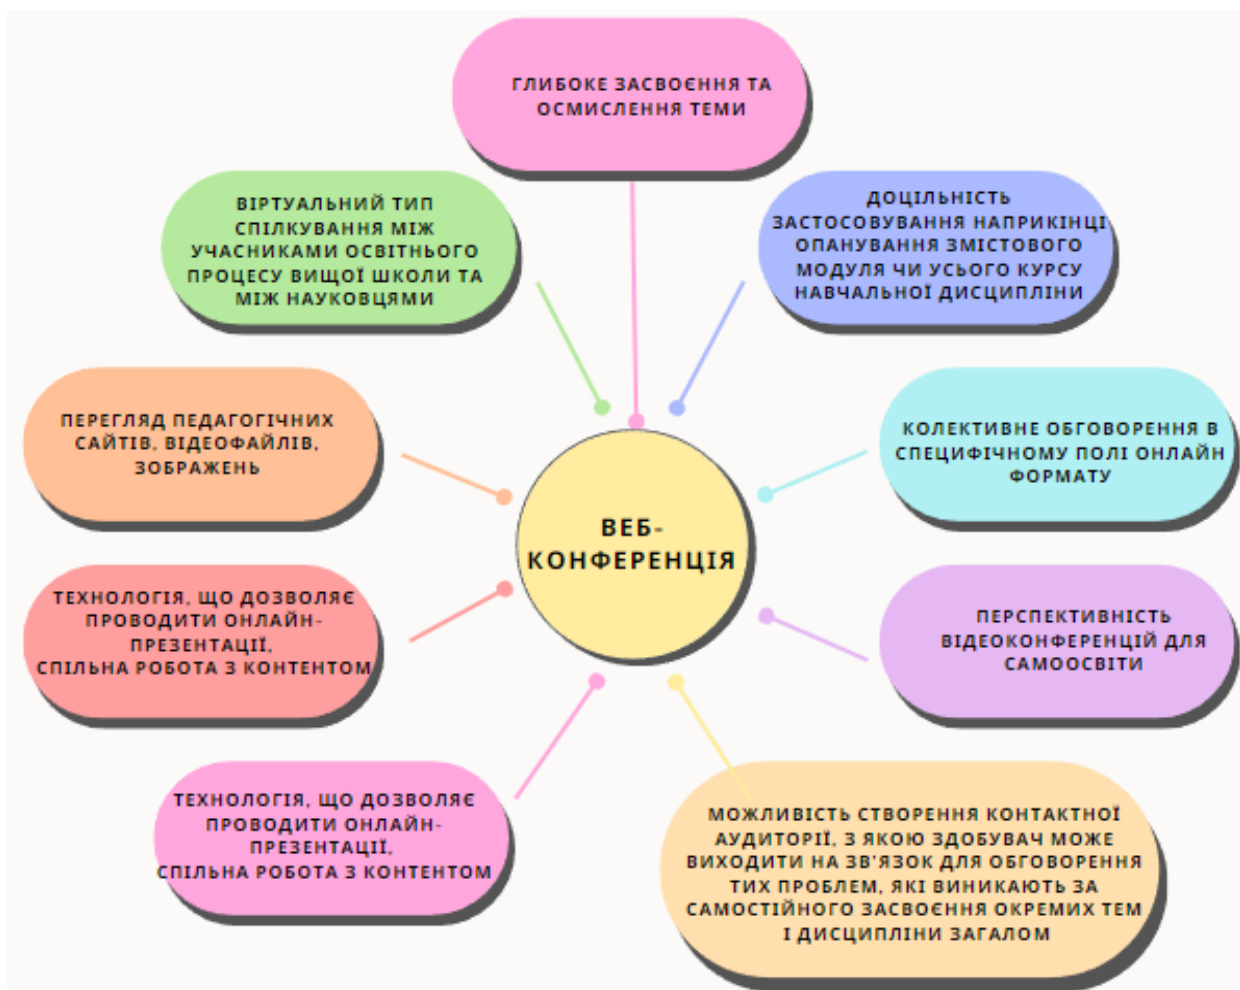 ГЛИБОКЕ ЗАСВОЄННЯ ТА
ОСМИСЛЕННЯ ТЕМИ
ВІРТУАЛЬНИЙ ТИП
СПІЛКУВАННЯ МІЖ
УЧАСНИКАМИ ОСВІТНЬОГО
ПРОЦЕСУ ВИЩОЇ ШКОЛИ ТА
МІЖ НАУКОВЦЯМИ
ДОЦІЛЬНІСТЬ
ЗАСТОСОВУВАННЯ НАПРИКІНЦІ
ОПАНУВАННЯ ЗМІСТОВОГО
МОДУЛЯ ЧИ УСЬОГО КУРСУ
НАВЧАЛЬНОЇ ДИСЦИПЛІНИ
ПЕРЕГЛЯД ПЕДАГОГІЧНИХ
САЙТІВ, ВІДЕОФАЙЛІВ,
ЗОБРАЖЕНЬ
КОЛЕКТИВНЕ ОБГОВОРЕННЯ В
СПЕЦИФІЧНОМУ ПОЛІ ОНЛАЙН
ФОРМАТУ
ВЕБ-
КОНФЕРЕНЦІЯ
ТЕХНОЛОГІЯ, ЩО ДОЗВОЛЯЄ
ПРОВОДИТИ ОНЛАЙН-
ПРЕЗЕНТАЦІЇ,
СПІЛЬНА РОБОТА З КОНТЕНТОМ
ПЕРСПЕКТИВНІСТЬ
ВІДЕОКОНФЕРЕНЦІЙ ДЛЯ
САМООСВІТИ
ТЕХНОЛОГІЯ, ЩО ДОЗВОЛЯЄ
ПРОВОДИТИ ОНЛАЙН-
ПРЕЗЕНТАЦІЇ,
СПІЛЬНА РОБОТА З КОНТЕНТОМ
МОЖЛИВІСТЬ СТВОРЕННЯ КОНТАКТНОЇ
АУДИТОРІЇ, З ЯКОЮ ЗДОБУВАЧ МОЖЕ
ВИХОДИТИ НА ЗВ'ЯЗОК ДЛЯ ОБГОВОРЕННЯ
ТИХ ПРОБЛЕМ, ЯКІ ВИНИКАЮТЬ ЗА
САМОСТІЙНОГО ЗАСВОЄННЯ ОКРЕМИХ ТЕМ
І ДИСЦИПЛІНИ ЗАГАЛОМ